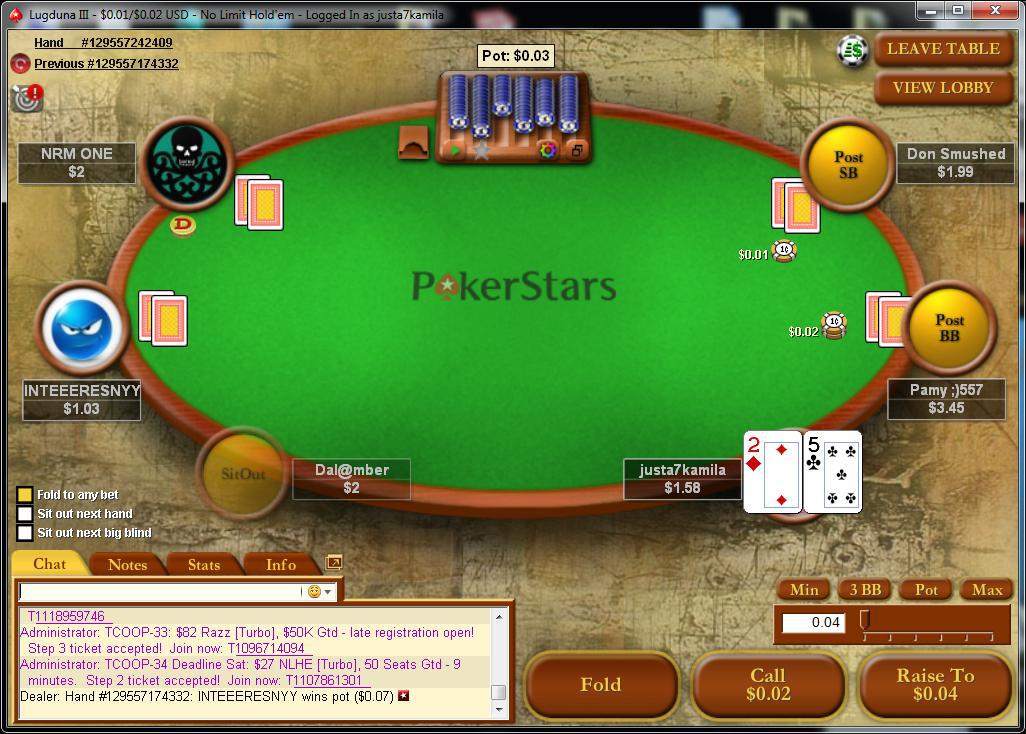 Lugduna III - $0.01/$0.02 USD - No Limit Hold'em - Logged In as justa7kamila
Hand #129557242409
Previous #129557174332
Pot: $0.03
LEAVE TABLE
VIEW LOBBY
NRM ONE
$2
Post
SB
Don Smushed
$1.99
D
$0.01
1¢
PokerStars
$0.02
1¢
Post
BB
INTEEERESNYY
$1.03
Pamy ;)557
$3.45
SitOut
Dal@mber
$2
justa7kamila
$1.58
2
5
Fold to any bet
Sit out next hand
Sit out next big blind
Chat
Notes
Stats
Info
T1118959746
Administrator: TCOOP-33: $82 Razz [Turbo], $50K Gtd - late registration open!
Step 3 ticket accepted! Join now: T1096714094
Administrator: TCOOP-34 Deadline Sat: $27 NLHE [Turbo], 50 Seats Gtd - 9
minutes. Step 2 ticket accepted! Join now: T1107861301
Dealer: Hand #129557174332: INTEEERESNYY wins pot ($0.07)
Min
3 BB
Pot
Max
0.04
Fold
Call
$0.02
Raise To
$0.04